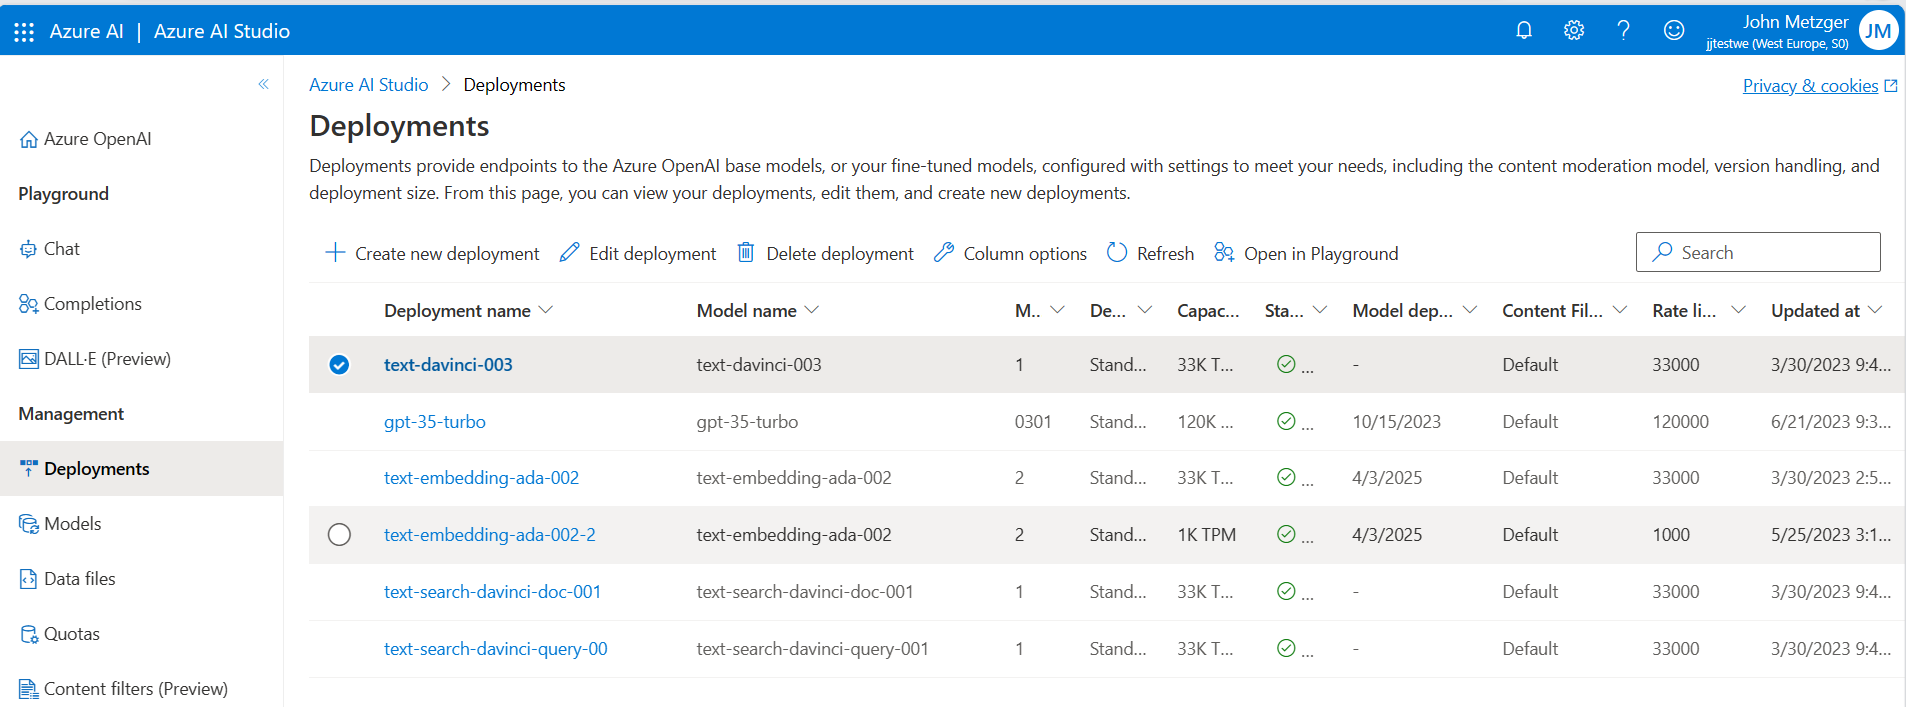 Azure AI | Azure AI Studio
John Metzger
jjtestwe (West Europe, S0)
JM
Azure AI Studio > Deployments
Privacy & cookies
Deployments
Deployments provide endpoints to the Azure OpenAI base models, or your fine-tuned models, configured with settings to meet your needs, including the content moderation model, version handling, and
deployment size. From this page, you can view your deployments, edit them, and create new deployments.
Azure OpenAI
Playground
Chat
Completions
DALL·E (Preview)
Management
Deployments
Models
Data files
Quotas
Content filters (Preview)
Create new deployment Edit deployment Delete deployment Column options Refresh Open in Playground Search
Deployment name Model name M.. De... Capac... Sta... Model dep... Content Fil... Rate li... Updated at
text-davinci-003 text-davinci-003 1 Stand... 33K T... ... - Default 33000 3/30/2023 9:4...
gpt-35-turbo gpt-35-turbo 0301 Stand... 120K ... ... 10/15/2023 Default 120000 6/21/2023 9:3...
text-embedding-ada-002 text-embedding-ada-002 2 Stand... 33K T... ... 4/3/2025 Default 33000 3/30/2023 2:5...
text-embedding-ada-002-2 text-embedding-ada-002 2 Stand... 1K TPM ... 4/3/2025 Default 1000 5/25/2023 3:1...
text-search-davinci-doc-001 text-search-davinci-doc-001 1 Stand... 33K T... ... - Default 33000 3/30/2023 9:4...
text-search-davinci-query-00 text-search-davinci-query-001 1 Stand... 33K T... ... - Default 33000 3/30/2023 9:4...